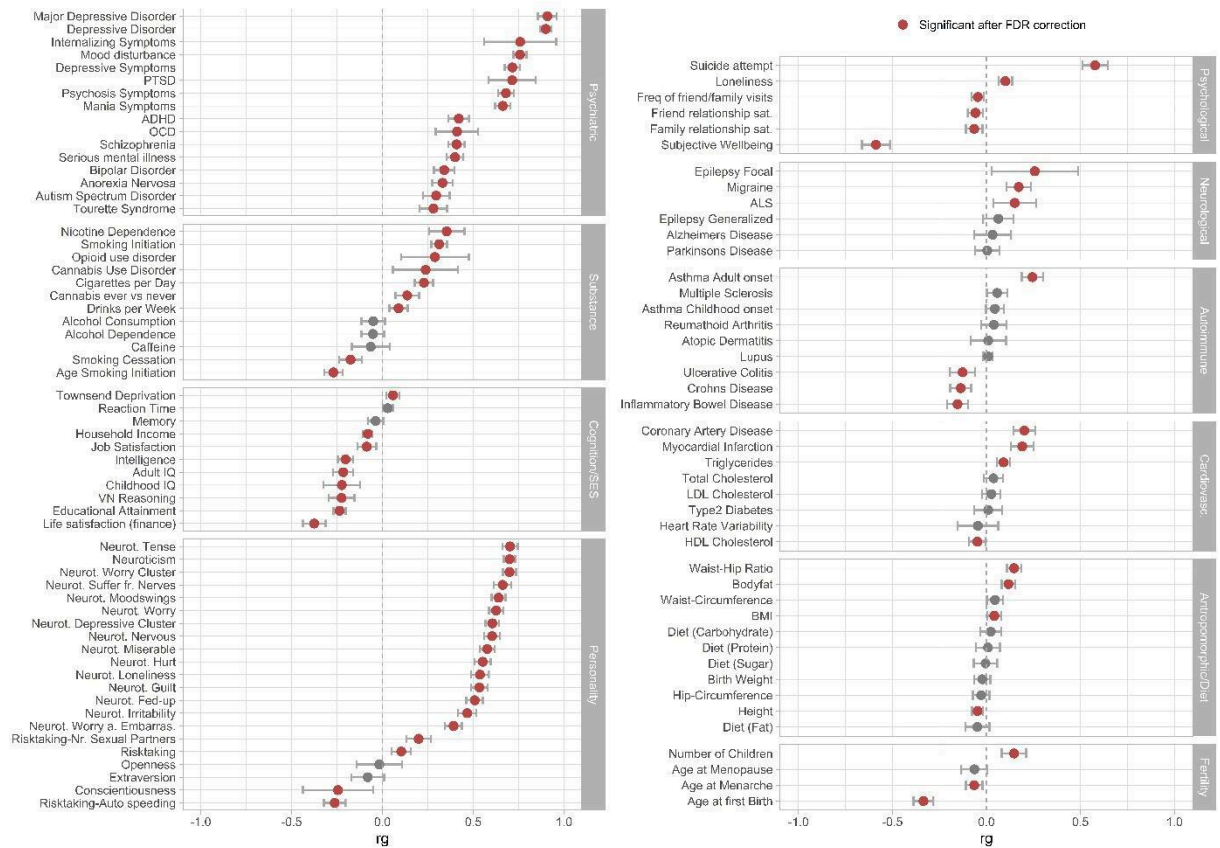 Major Depressive Disorder
Depressive Disorder
Internalizing Symptoms
Mood disturbance
Depressive Symptoms
PTSD
Psychosis Symptoms
Mania Symptoms
ADHD
OCD
Schizophrenia
Serious mental illness
Bipolar Disorder
Anorexia Nervosa
Autism Spectrum Disorder
Tourette Syndrome
Psychiatric
Nicotine Dependence
Smoking Initiation
Opioid use disorder
Cannabis Use Disorder
Cigarettes per Day
Cannabis ever vs never
Drinks per Week
Alcohol Consumption
Alcohol Dependence
Caffeine
Smoking Cessation
Age Smoking Initiation
Substance
Townsend Deprivation
Reaction Time
Memory
Household Income
Job Satisfaction
Intelligence
Adult IQ
Childhood IQ
VN Reasoning
Educational Attainment
Life satisfaction (finance)
Cognition/SES
Neurot. Tense
Neuroticism
Neurot. Worry Cluster
Neurot. Suffer fr. Nerves
Neurot. Moodswings
Neurot. Worry
Neurot. Depressive Cluster
Neurot. Nervous
Neurot. Miserable
Neurot. Hurt
Neurot. Loneliness
Neurot. Guilt
Neurot. Fed-up
Neurot. Irritability
Neurot. Worry a. Embarras.
Risktaking-Nr. Sexual Partners
Risktaking
Openness
Extraversion
Conscientiousness
Risktaking-Auto speeding
Personality
-1.0 -0.5 0.0 0.5 1.0
rg
Significant after FDR correction
Suicide attempt
Loneliness
Freq of friend/family visits
Friend relationship sat.
Family relationship sat.
Subjective Wellbeing
Psychological
Epilepsy Focal
Migraine
ALS
Epilepsy Generalized
Alzheimers Disease
Parkinsons Disease
Neurological
Asthma Adult onset
Multiple Sclerosis
Asthma Childhood onset
Reumathoid Arthritis
Atopic Dermatitis
Lupus
Ulcerative Colitis
Crohns Disease
Inflammatory Bowel Disease
Autoimmune
Coronary Artery Disease
Myocardial Infarction
Triglycerides
Total Cholesterol
LDL Cholesterol
Type2 Diabetes
Heart Rate Variability
HDL Cholesterol
Cardiovasc.
Waist-Hip Ratio
Bodyfat
Waist-Circumference
BMI
Diet (Carbohydrate)
Diet (Protein)
Diet (Sugar)
Birth Weight
Hip-Circumference
Height
Diet (Fat)
Antropomorphic/Diet
Number of Children
Age at Menopause
Age at Menarche
Age at first Birth
Fertility
-1.0 -0.5 0.0 0.5 1.0
rg